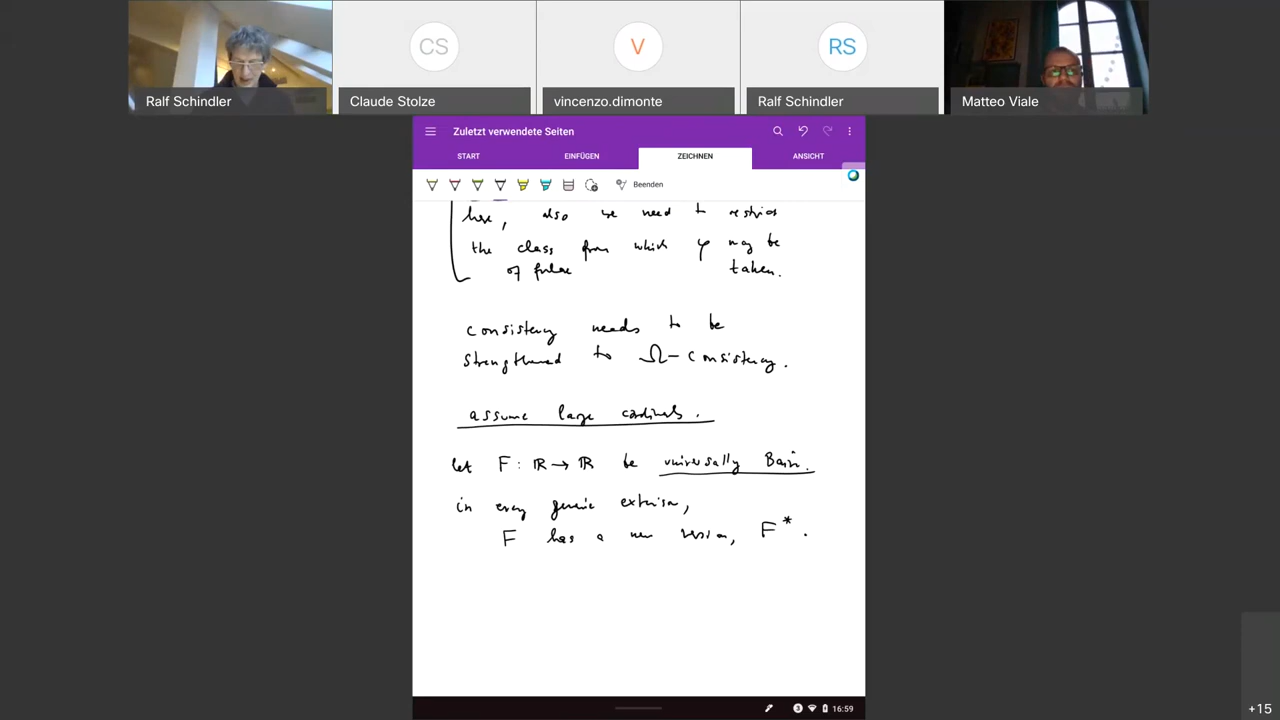 CS
V
RS
Ralf Schindler
Claude Stolze
vincenzo.dimonte
Ralf Schindler
Matteo Viale
Zuletzt verwendete Seiten
START
EINFÜGEN
ZEICHNEN
ANSICHT
Beenden
here, also we need to restrict
the class from which φ may be
of formulae taken.
consistency needs to be
strengthened to Ω-consistency.
assume large cardinals.
let F: ℝ → ℝ be universally Baire.
in every generic extension,
F has a new version, F*.
3
16:59
+15